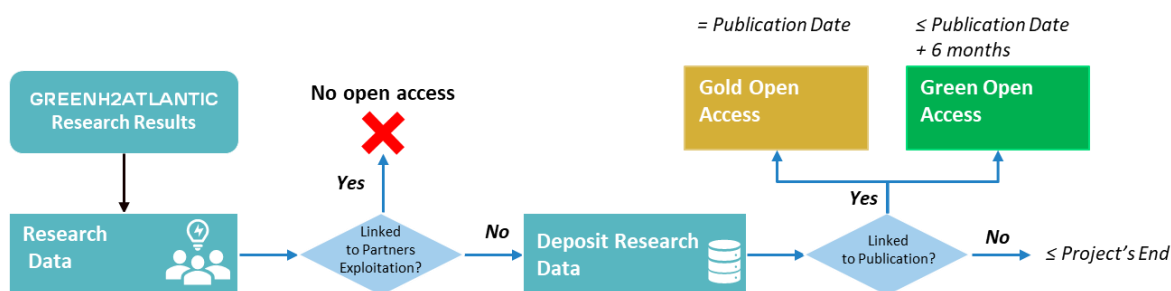 = Publication Date
≤ Publication Date
+ 6 months
GREENH2ATLANTIC
Research Results
No open access
Gold Open
Access
Green Open
Access
Yes
Yes
Research
Data
Linked
to Partners
Exploitation?
No
Deposit Research
Data
Linked
to Publication?
No
≤ Project's End